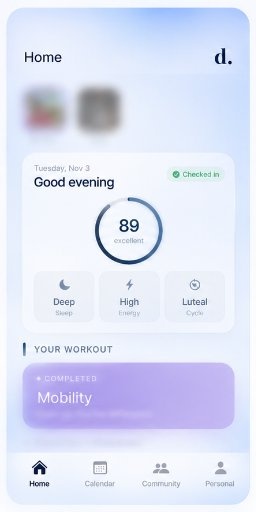 Home
d.
Tuesday, Nov 3
Good evening
Checked in
89
excellent
Deep
Sleep
High
Energy
Luteal
Cycle
YOUR WORKOUT
COMPLETED
Mobility
Home
Calendar
Community
Personal